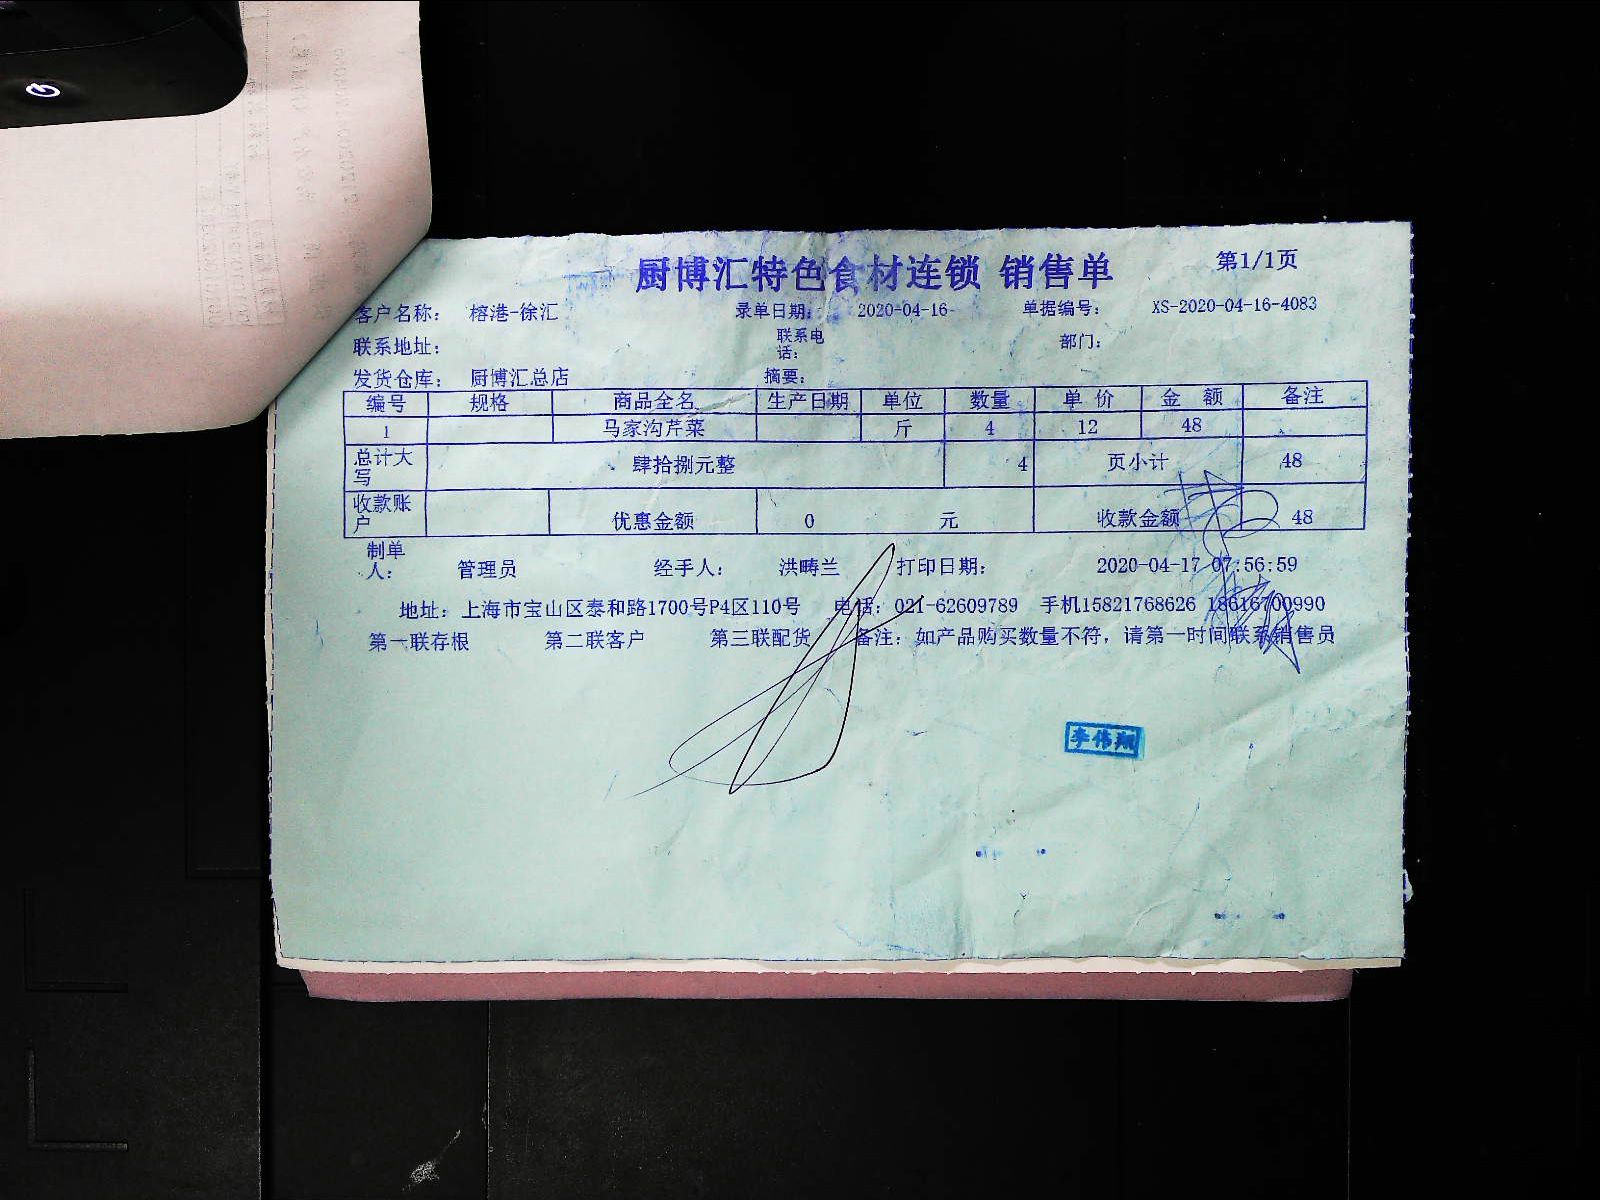 厨博汇特色食材连锁 销售单 第1/1页
客户名称： 榕港-徐汇 录单日期： 2020-04-16 单据编号： XS-2020-04-16-4083
联系地址： 联系电话： 部门：
发货仓库： 厨博汇总店 摘要：
编号 规格 商品全名 生产日期 单位 数量 单价 金额 备注
1 马家沟芹菜 斤 4 12 48
总计大写 肆拾捌元整 4 页小计 48
收款账户 优惠金额 0 元 收款金额 48
制单人： 管理员 经手人： 洪畴兰 打印日期： 2020-04-17 07:56:59
地址：上海市宝山区泰和路1700号P4区110号 电话：021-62609789 手机15821768626 18616700990
第一联存根 第二联客户 第三联配货 备注：如产品购买数量不符，请第一时间联系销售员
李伟翔